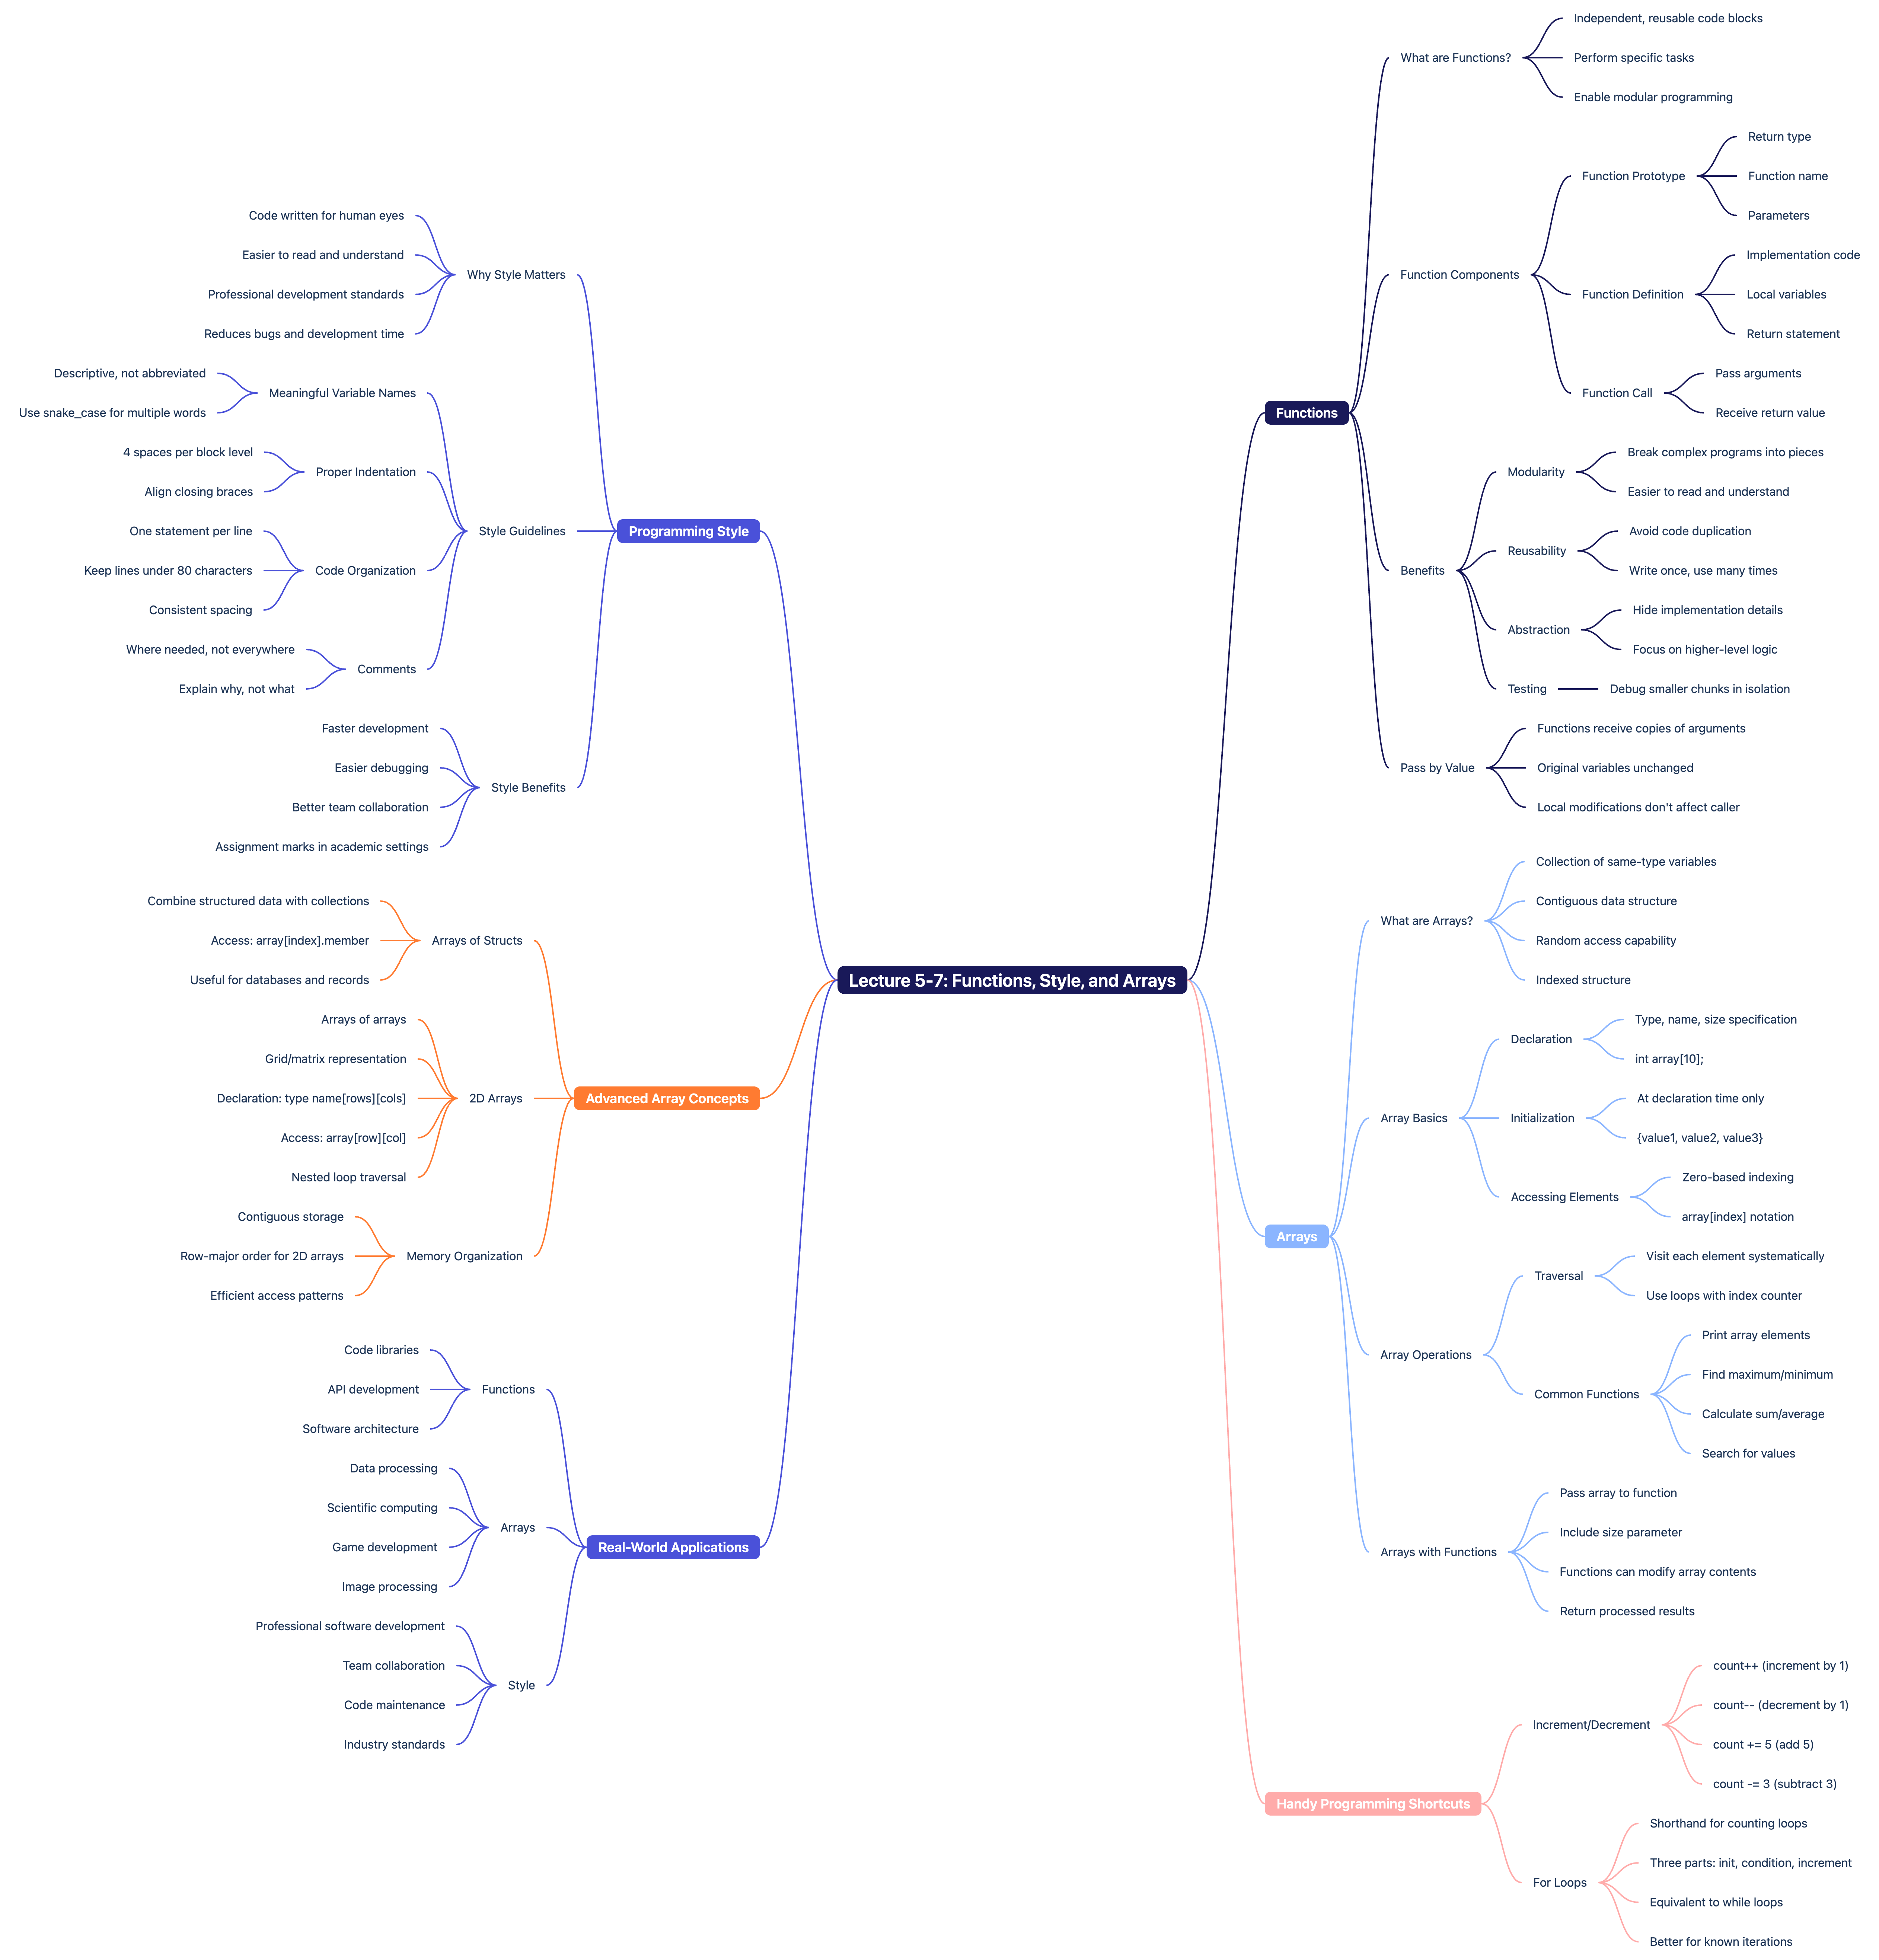 Lecture 5-7: Functions, Style, and Arrays
Functions
What are Functions?
Independent, reusable code blocks
Perform specific tasks
Enable modular programming
Function Components
Function Prototype
Return type
Function name
Parameters
Function Definition
Implementation code
Local variables
Return statement
Function Call
Pass arguments
Receive return value
Benefits
Modularity
Break complex programs into pieces
Easier to read and understand
Reusability
Avoid code duplication
Write once, use many times
Abstraction
Hide implementation details
Focus on higher-level logic
Testing
Debug smaller chunks in isolation
Pass by Value
Functions receive copies of arguments
Original variables unchanged
Local modifications don't affect caller
Arrays
What are Arrays?
Collection of same-type variables
Contiguous data structure
Random access capability
Indexed structure
Array Basics
Declaration
Type, name, size specification
int array[10];
Initialization
At declaration time only
{value1, value2, value3}
Accessing Elements
Zero-based indexing
array[index] notation
Array Operations
Traversal
Visit each element systematically
Use loops with index counter
Common Functions
Print array elements
Find maximum/minimum
Calculate sum/average
Search for values
Arrays with Functions
Pass array to function
Include size parameter
Functions can modify array contents
Return processed results
Handy Programming Shortcuts
Increment/Decrement
count++ (increment by 1)
count-- (decrement by 1)
count += 5 (add 5)
count -= 3 (subtract 3)
For Loops
Shorthand for counting loops
Three parts: init, condition, increment
Equivalent to while loops
Better for known iterations
Programming Style
Why Style Matters
Code written for human eyes
Easier to read and understand
Professional development standards
Reduces bugs and development time
Style Guidelines
Meaningful Variable Names
Descriptive, not abbreviated
Use snake_case for multiple words
Proper Indentation
4 spaces per block level
Align closing braces
Code Organization
One statement per line
Keep lines under 80 characters
Consistent spacing
Comments
Where needed, not everywhere
Explain why, not what
Style Benefits
Faster development
Easier debugging
Better team collaboration
Assignment marks in academic settings
Advanced Array Concepts
Arrays of Structs
Combine structured data with collections
Access: array[index].member
Useful for databases and records
2D Arrays
Arrays of arrays
Grid/matrix representation
Declaration: type name[rows][cols]
Access: array[row][col]
Nested loop traversal
Memory Organization
Contiguous storage
Row-major order for 2D arrays
Efficient access patterns
Real-World Applications
Functions
Code libraries
API development
Software architecture
Arrays
Data processing
Scientific computing
Game development
Image processing
Style
Professional software development
Team collaboration
Code maintenance
Industry standards